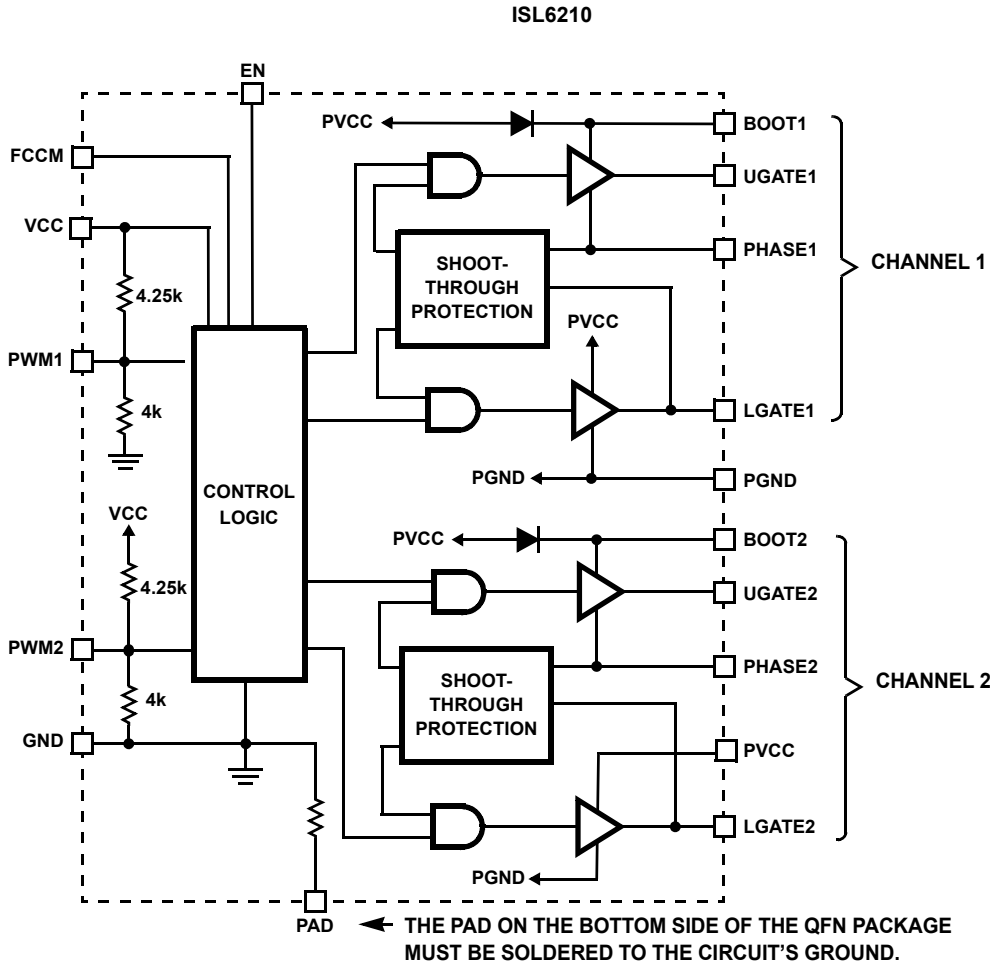 ISL6210
EN
PVCC
BOOT1
FCCM
UGATE1
VCC
PHASE1
SHOOT-
THROUGH
PROTECTION
CHANNEL 1
4.25k
PVCC
PWM1
4k
LGATE1
PGND
PGND
CONTROL
LOGIC
VCC
PVCC
BOOT2
4.25k
UGATE2
PWM2
PHASE2
SHOOT-
THROUGH
PROTECTION
CHANNEL 2
4k
GND
PVCC
LGATE2
PGND
PAD
THE PAD ON THE BOTTOM SIDE OF THE QFN PACKAGE
MUST BE SOLDERED TO THE CIRCUIT'S GROUND.